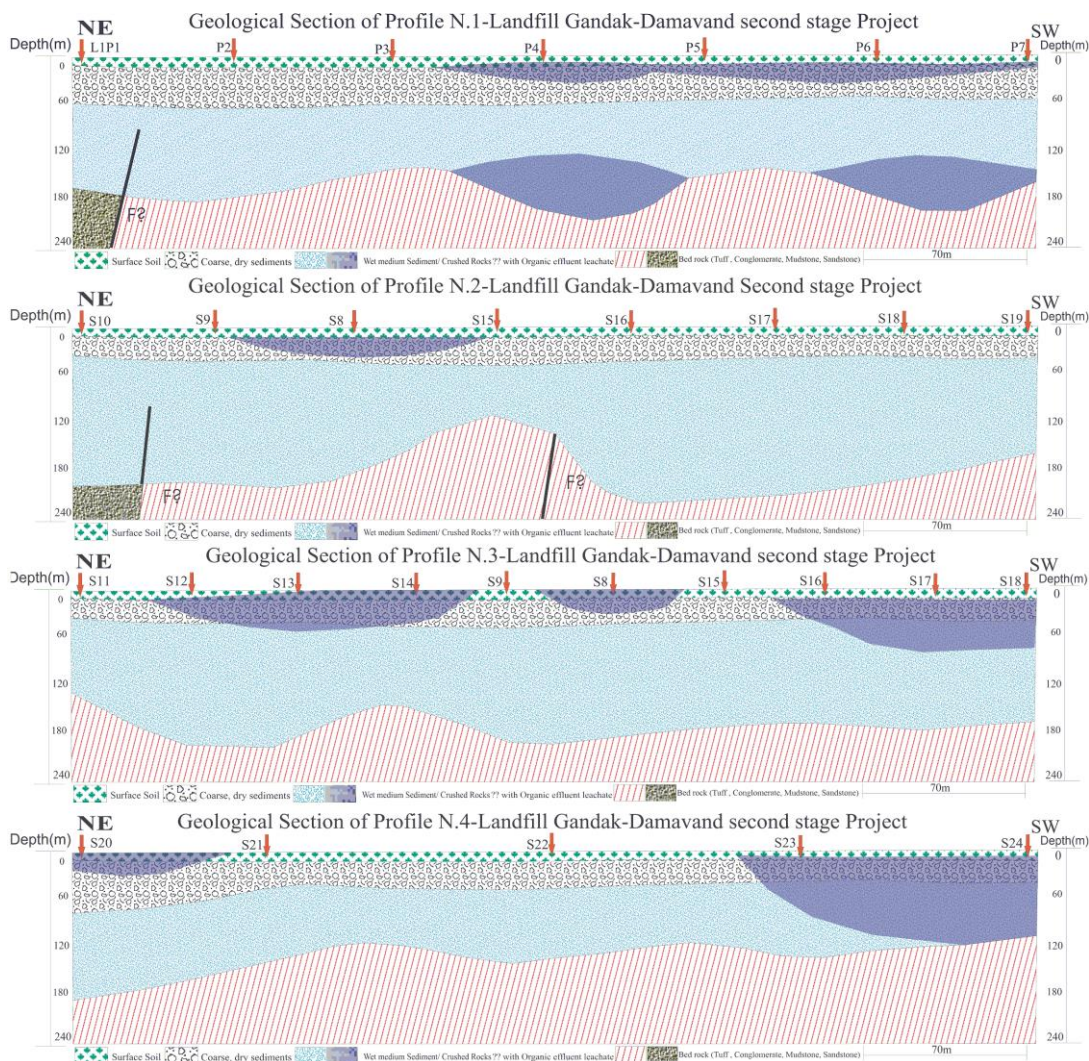 Geological Section of Profile N.1-Landfill Gandak-Damavand second stage Project
NE SW
Depth(m) L1P1 P2 P3 P4 P5 P6 P7 Depth(m)
0 0
60 60
120 120
180 180
F?
240 240
Surface Soil Coarse, dry sediments Wet medium Sediment/ Crushed Rocks ?? with Organic effluent leachate Bed rock (Tuff , Conglomerte, Mudstone, Sandstone) 70m
Geological Section of Profile N.2-Landfill Gandak-Damavand Second stage Project
NE SW
Depth(m) S10 S9 S8 S15 S16 S17 S18 S19 Depth(m)
0 0
60 60
120 120
180 180
F? F?
240 240
Surface Soil Coarse, dry sediments Wet medium Sediment/ Crushed Rocks ?? with Organic effluent leachate Bed rock (Tuff , Conglomerte, Mudstone, Sandstone) 70m
Geological Section of Profile N.3-Landfill Gandak-Damavand second stage Project
NE SW
Depth(m) S11 S12 S13 S14 S9 S8 S15 S16 S17 S18 Depth(m)
0 0
60 60
120 120
180 180
240 240
Surface Soil Coarse, dry sediments Wet medium Sediment/ Crushed Rocks ?? with Organic effluent leachate Bed rock (Tuff , Conglomerte, Mudstone, Sandstone) 70m
Geological Section of Profile N.4-Landfill Gandak-Damavand second stage Project
NE SW
Depth(m) S20 S21 S22 S23 S24 Depth(m)
0 0
60 60
120 120
180 180
240 240
Surface Soil Coarse, dry sediments Wet medium Sediment/ Crushed Rocks ?? with Organic effluent leachate Bed rock (Tuff , Conglomerte, Mudstone, Sandstone) 70m